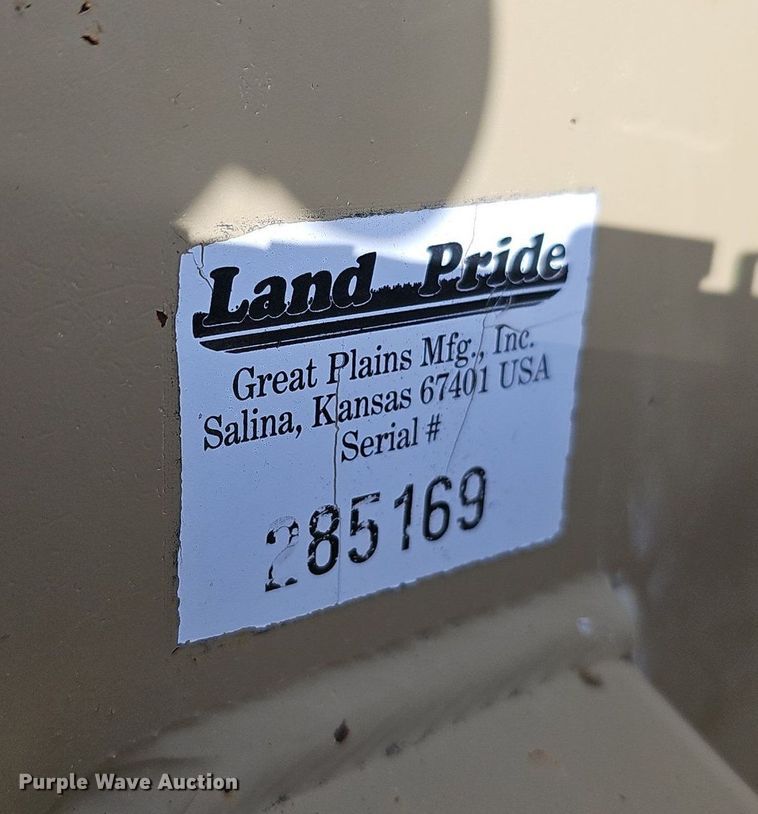 Land Pride
Great Plains Mfg., Inc.
Salina, Kansas 67401 USA
Serial #
285169
Purple Wave Auction